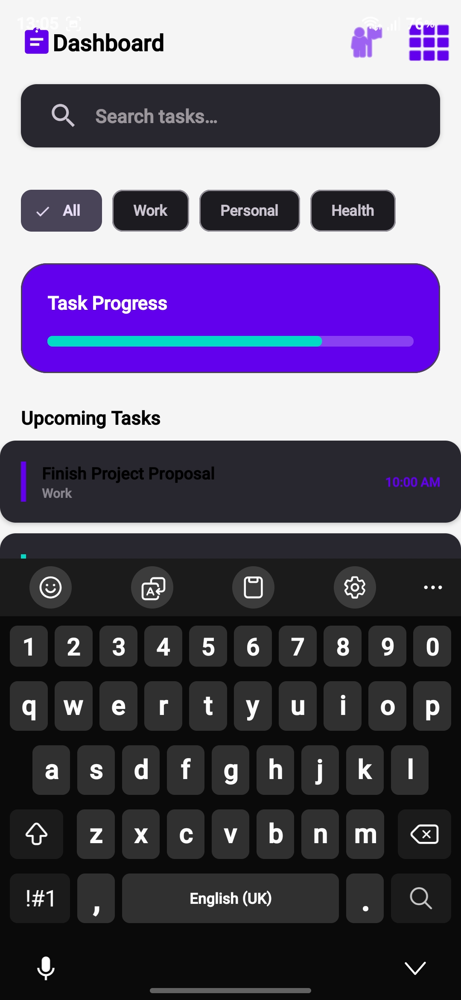 13:05 76%
Dashboard
Search tasks...
All Work Personal Health
Task Progress
Upcoming Tasks
Finish Project Proposal
Work
10:00 AM
1 2 3 4 5 6 7 8 9 0
q w e r t y u i o p
a s d f g h j k l
z x c v b n m
!#1 , English (UK) .